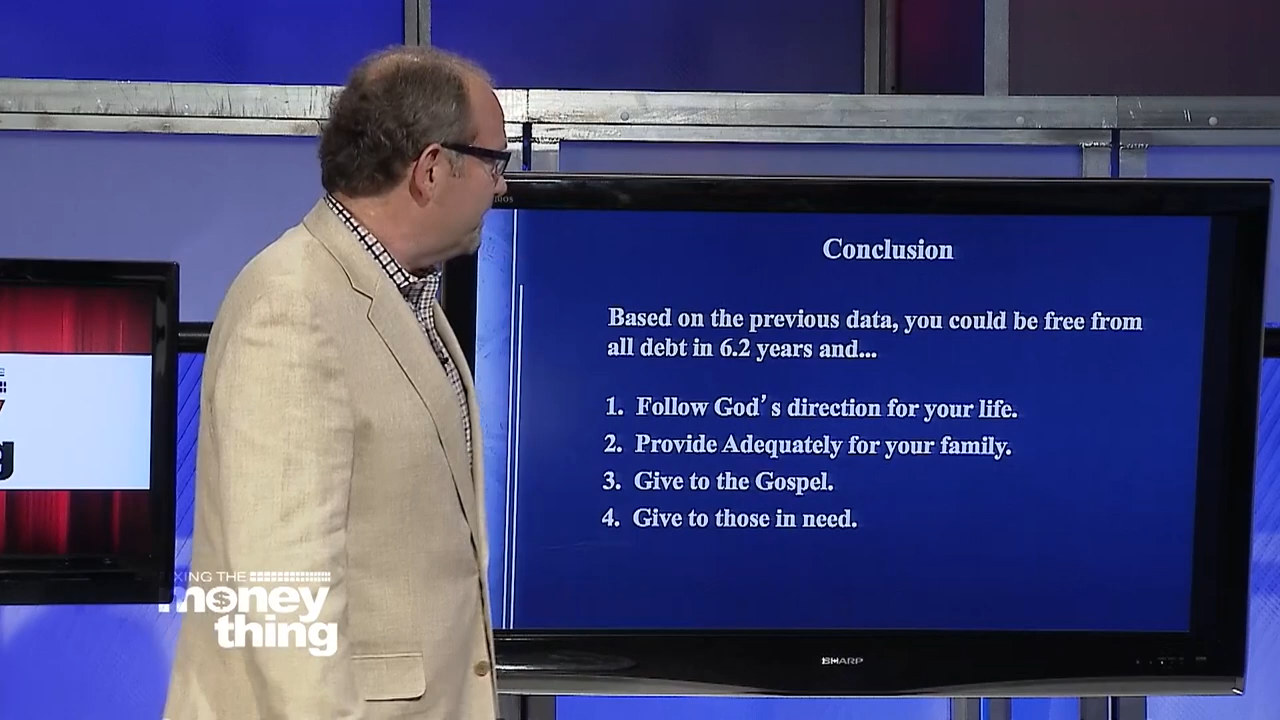 Conclusion
Based on the previous data, you could be free from
all debt in 6.2 years and...
1. Follow God's direction for your life.
2. Provide Adequately for your family.
3. Give to the Gospel.
4. Give to those in need.
SHARP
XING THE
money
thing
g